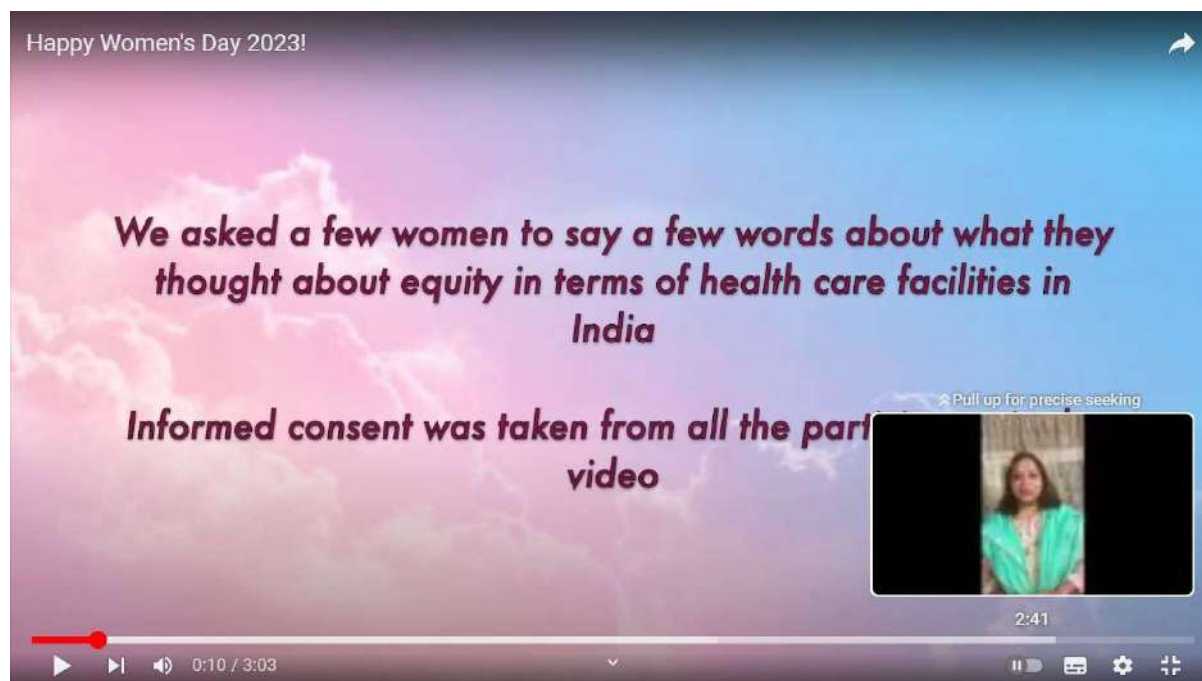 Happy Women's Day 2023!
We asked a few women to say a few words about what they
thought about equity in terms of health care facilities in
India
Informed consent was taken from all the
video
Pull up for precise seeking
2:41
0:10 / 3:03